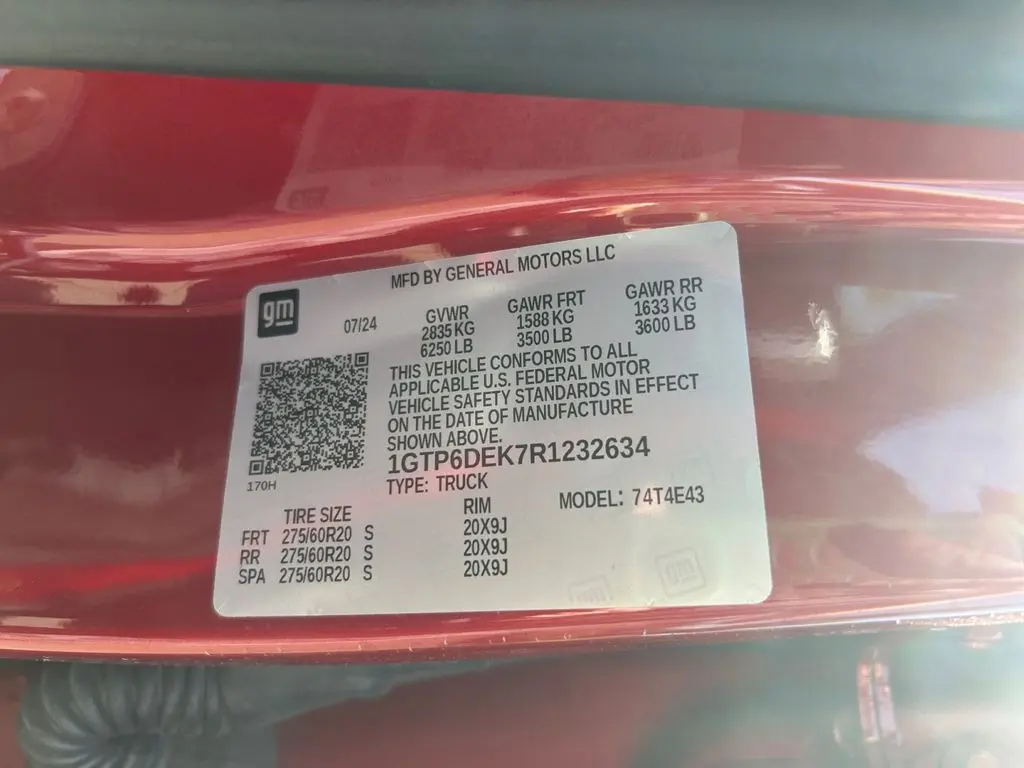 MFD BY GENERAL MOTORS LLC
gm
07/24
GVWR GAWR FRT GAWR RR
2835 KG 1588 KG 1633 KG
6250 LB 3500 LB 3600 LB
THIS VEHICLE CONFORMS TO ALL
APPLICABLE U.S. FEDERAL MOTOR
VEHICLE SAFETY STANDARDS IN EFFECT
ON THE DATE OF MANUFACTURE
SHOWN ABOVE.
170H
1GTP6DEK7R1232634
TYPE: TRUCK MODEL: 74T4E43
TIRE SIZE RIM
FRT 275/60R20 S 20X9J
RR 275/60R20 S 20X9J
SPA 275/60R20 S 20X9J
gm
gm